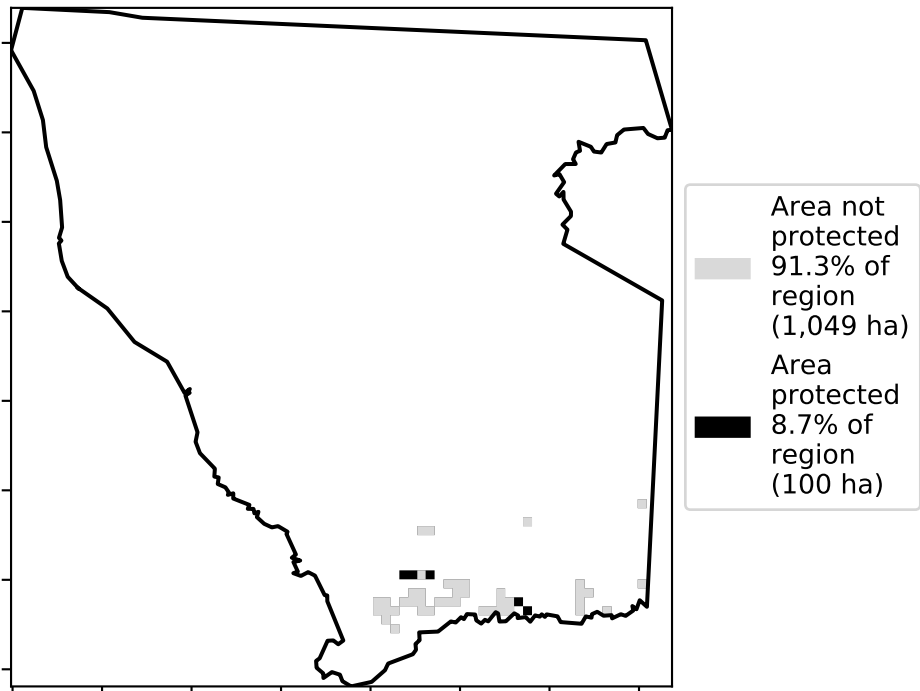 Area not
protected
91.3% of
region
(1,049 ha)
Area
protected
8.7% of
region
(100 ha)